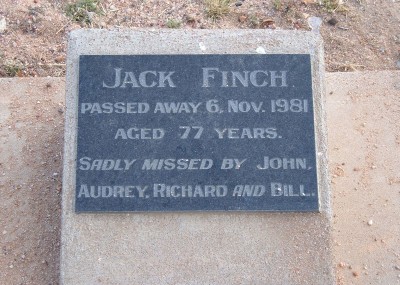 JACK FINCH
PASSED AWAY 6. NOV. 1981
AGED 77 YEARS.
SADLY MISSED BY JOHN.
AUDREY, RICHARD AND BILL.